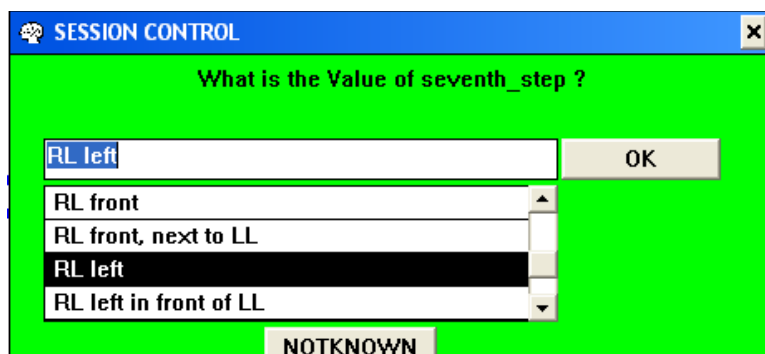 SESSION CONTROL
What is the Value of seventh_step ?
RL left
OK
RL front
RL front, next to LL
RL left
RL left in front of LL
NOTKNOWN